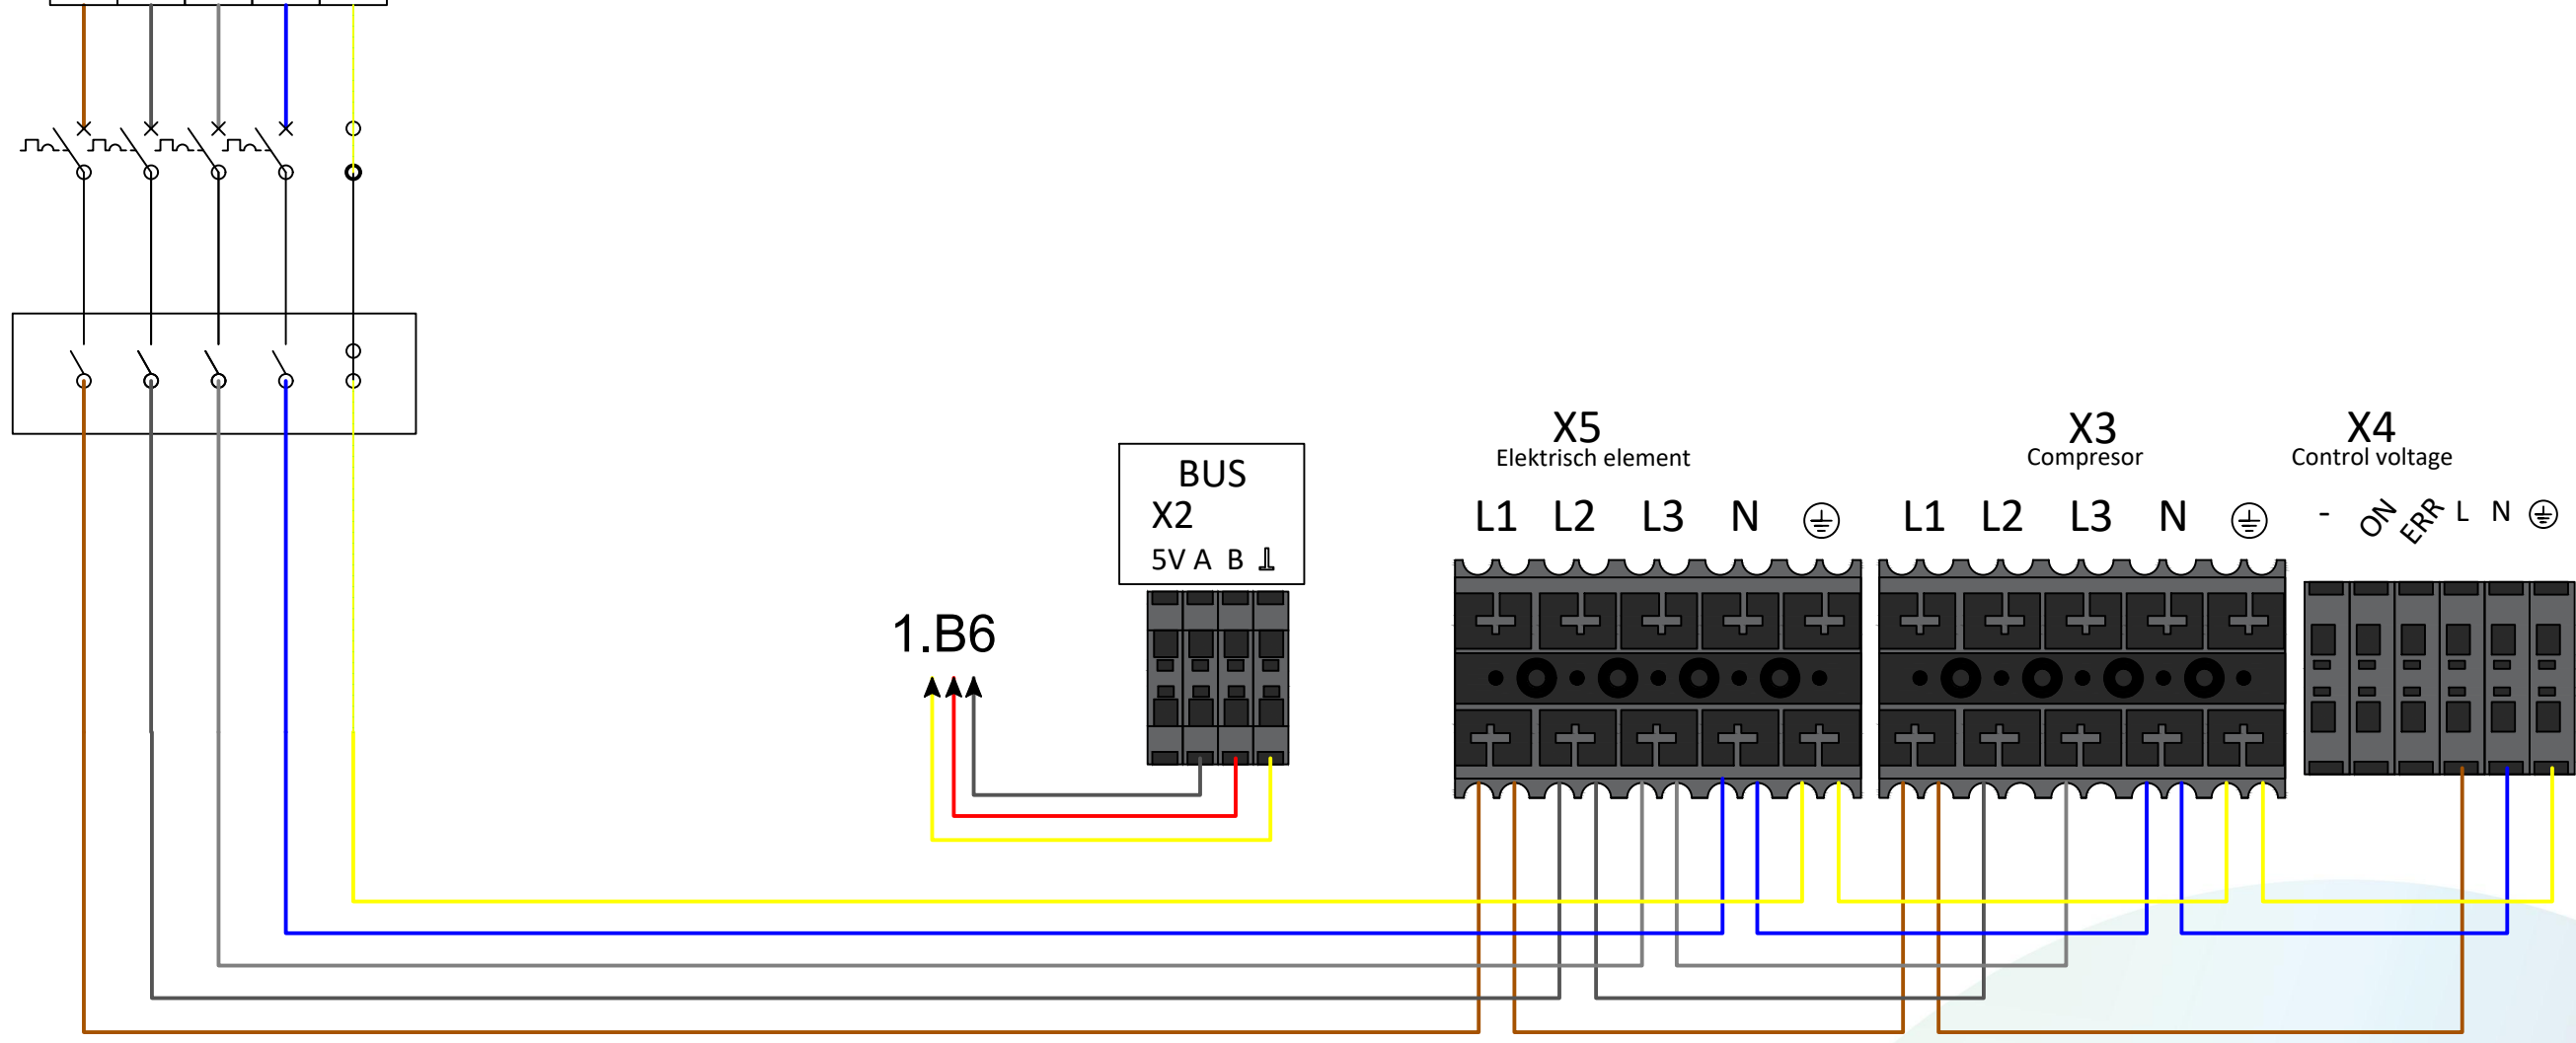 X5
Elektrisch element
X3
Compresor
X4
Control voltage
BUS
X2
5V A B ⏊
L1 L2 L3 N ⏚
L1 L2 L3 N ⏚
- ON ERR L N ⏚
1.B6